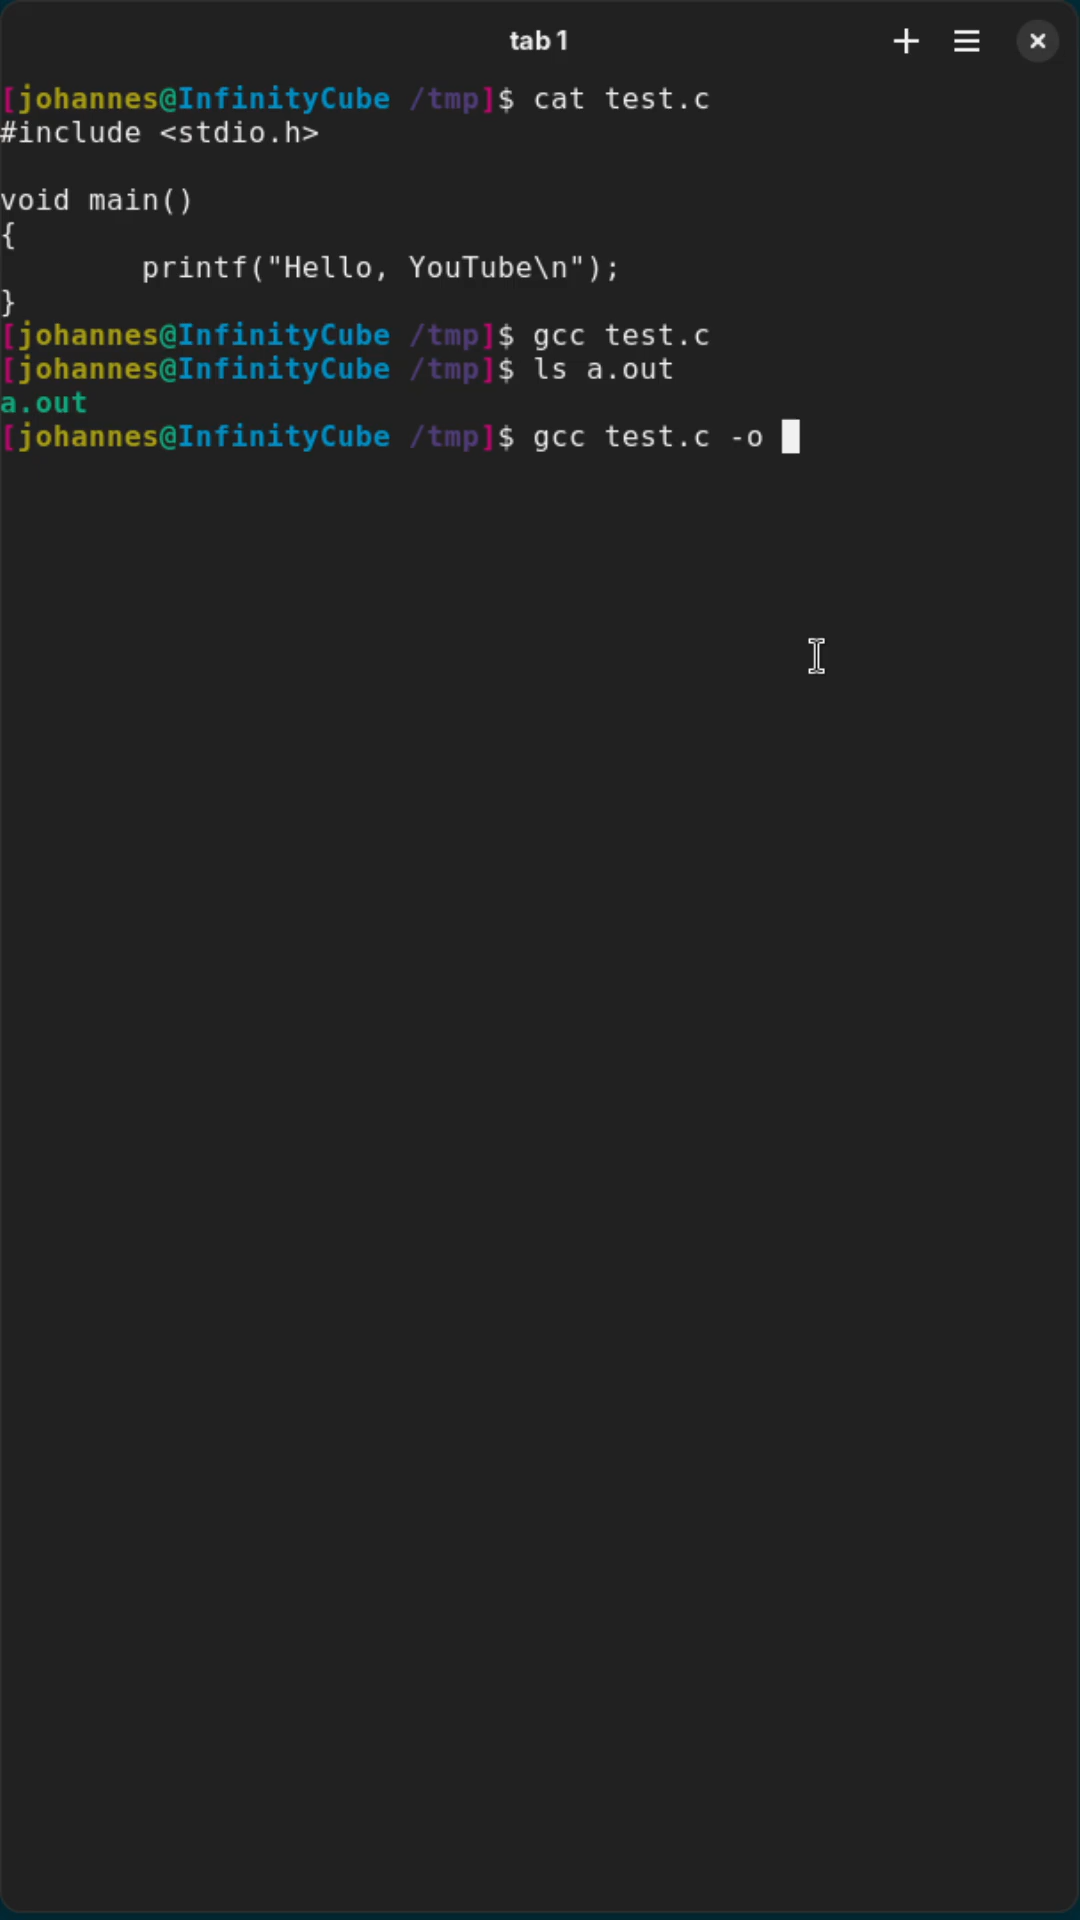 tab 1
[johannes@InfinityCube /tmp]$ cat test.c
#include <stdio.h>
void main()
{
        printf("Hello, YouTube\n");
}
[johannes@InfinityCube /tmp]$ gcc test.c
[johannes@InfinityCube /tmp]$ ls a.out
a.out
[johannes@InfinityCube /tmp]$ gcc test.c -o